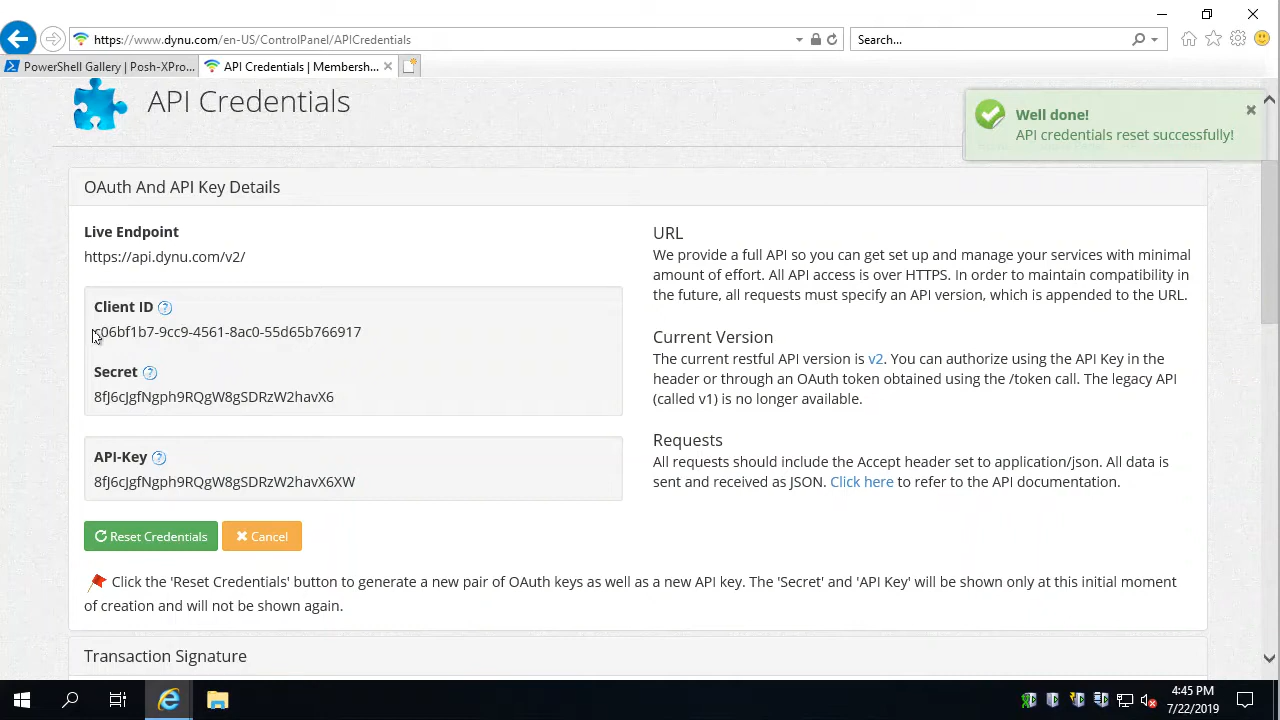 https://www.dynu.com/en-US/ControlPanel/APICredentials
Search...
PowerShell Gallery | Posh-XPro...
API Credentials | Membersh...
API Credentials
Well done!
API credentials reset successfully!
OAuth And API Key Details
Live Endpoint
https://api.dynu.com/v2/
Client ID
c06bf1b7-9cc9-4561-8ac0-55d65b766917
Secret
8fJ6cJgfNgph9RQgW8gSDRzW2havX6
API-Key
8fJ6cJgfNgph9RQgW8gSDRzW2havX6XW
Reset Credentials
Cancel
URL
We provide a full API so you can get set up and manage your services with minimal
amount of effort. All API access is over HTTPS. In order to maintain compatibility in
the future, all requests must specify an API version, which is appended to the URL.
Current Version
The current restful API version is v2. You can authorize using the API Key in the
header or through an OAuth token obtained using the /token call. The legacy API
(called v1) is no longer available.
Requests
All requests should include the Accept header set to application/json. All data is
sent and received as JSON. Click here to refer to the API documentation.
Click the 'Reset Credentials' button to generate a new pair of OAuth keys as well as a new API key. The 'Secret' and 'API Key' will be shown only at this initial moment
of creation and will not be shown again.
Transaction Signature
4:45 PM
7/22/2019